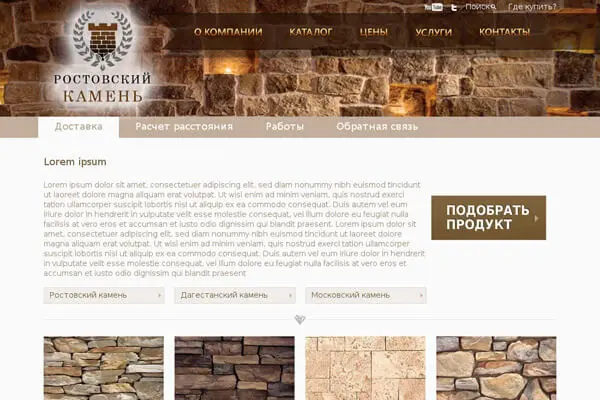 You Tube
Поиск
Где купить?
О КОМПАНИИ
КАТАЛОГ
ЦЕНЫ
УСЛУГИ
КОНТАКТЫ
РОСТОВСКИЙ
КАМЕНЬ
Доставка
Расчет расстояния
Работы
Обратная связь
Lorem ipsum
Lorem ipsum dolor sit amet, consectetuer adipiscing elit, sed diam nonummy nibh euismod tincidunt
ut laoreet dolore magna aliquam erat volutpat. Ut wisi enim ad minim veniam, quis nostrud exerci
tation ullamcorper suscipit lobortis nisl ut aliquip ex ea commodo consequat. Duis autem vel eum
iriure dolor in hendrerit in vulputate velit esse molestie consequat, vel illum dolore eu feugiat nulla
facilisis at vero eros et accumsan et iusto odio dignissim qui blandit praesent. Lorem ipsum dolor sit
amet, consectetuer adipiscing elit, sed diam nonummy nibh euismod tincidunt ut laoreet dolore
magna aliquam erat volutpat. Ut wisi enim ad minim veniam, quis nostrud exerci tation ullamcorper
suscipit lobortis nisl ut aliquip ex ea commodo consequat. Duis autem vel eum iriure dolor in hendrerit
in vulputate velit esse molestie consequat, vel illum dolore eu feugiat nulla facilisis at vero eros et
accumsan et iusto odio dignissim qui blandit praesent
ПОДОБРАТЬ
ПРОДУКТ
Ростовский камень
Дагестанский камень
Московский камень